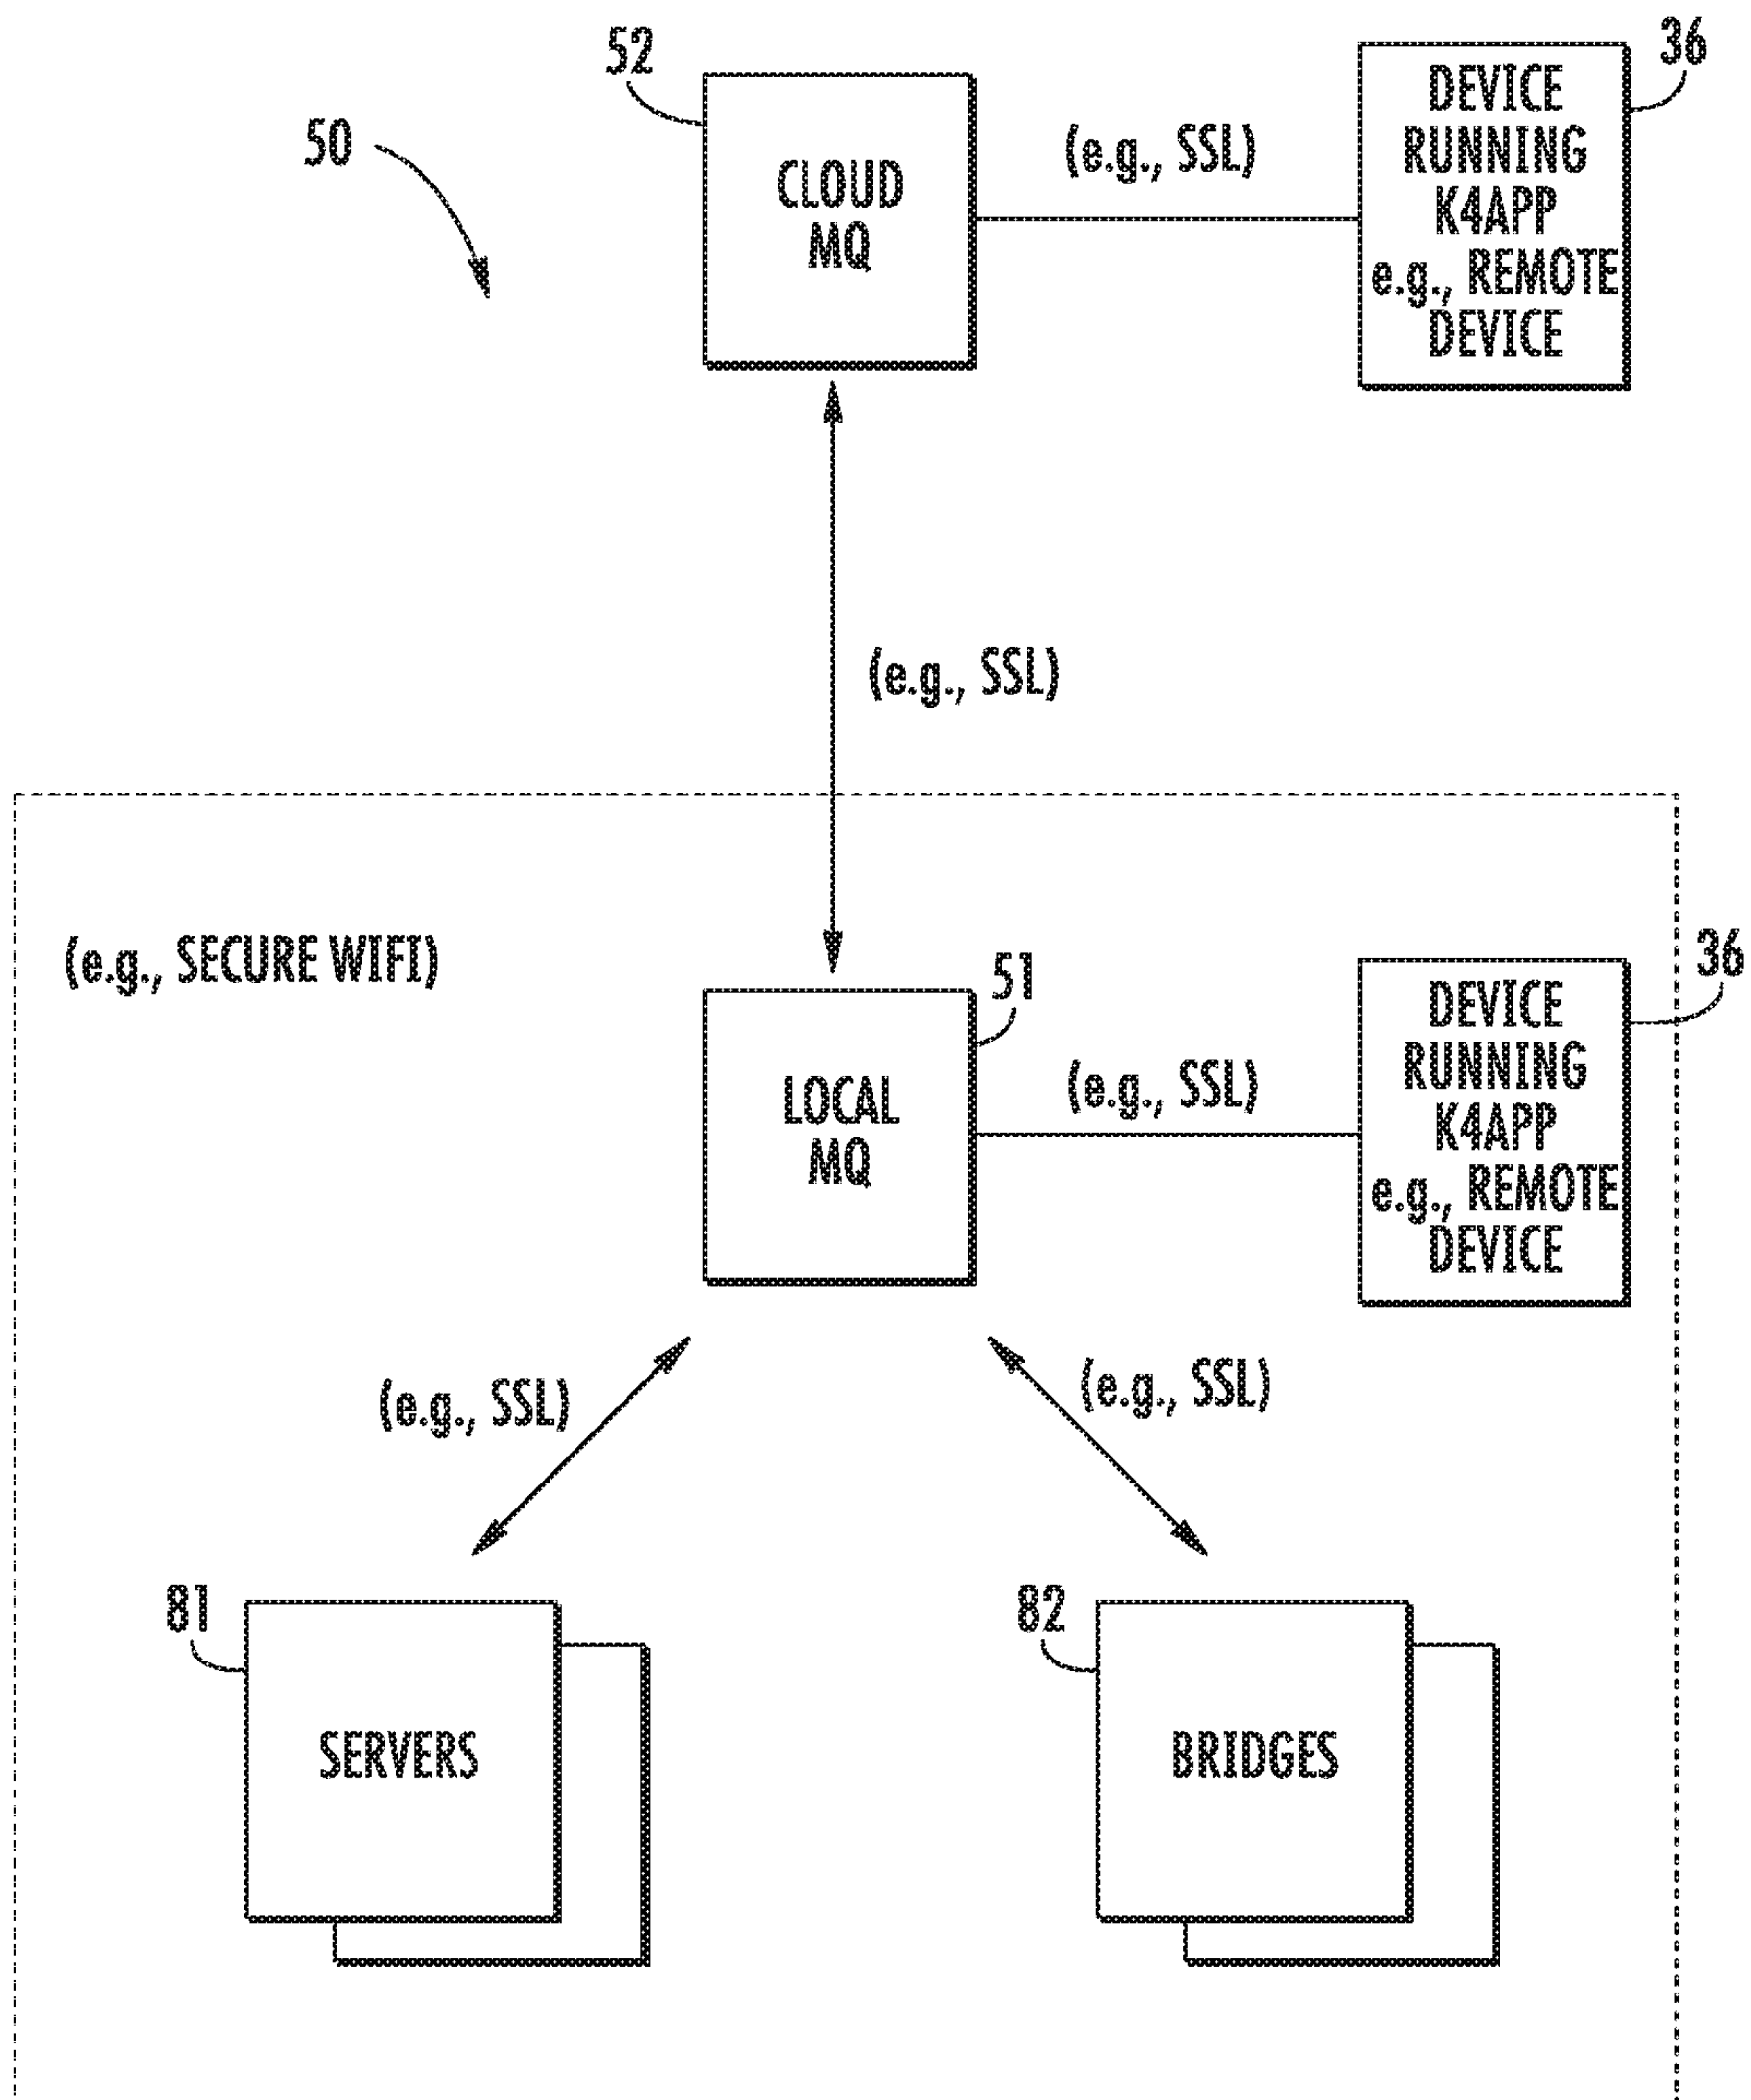 52
36
50
CLOUD
MQ
(e.g., SSL)
DEVICE
RUNNING
K4APP
e.g., REMOTE
DEVICE
(e.g., SSL)
(e.g., SECURE WIFI)
51
36
LOCAL
MQ
(e.g., SSL)
DEVICE
RUNNING
K4APP
e.g., REMOTE
DEVICE
(e.g., SSL)
(e.g., SSL)
81
82
SERVERS
BRIDGES